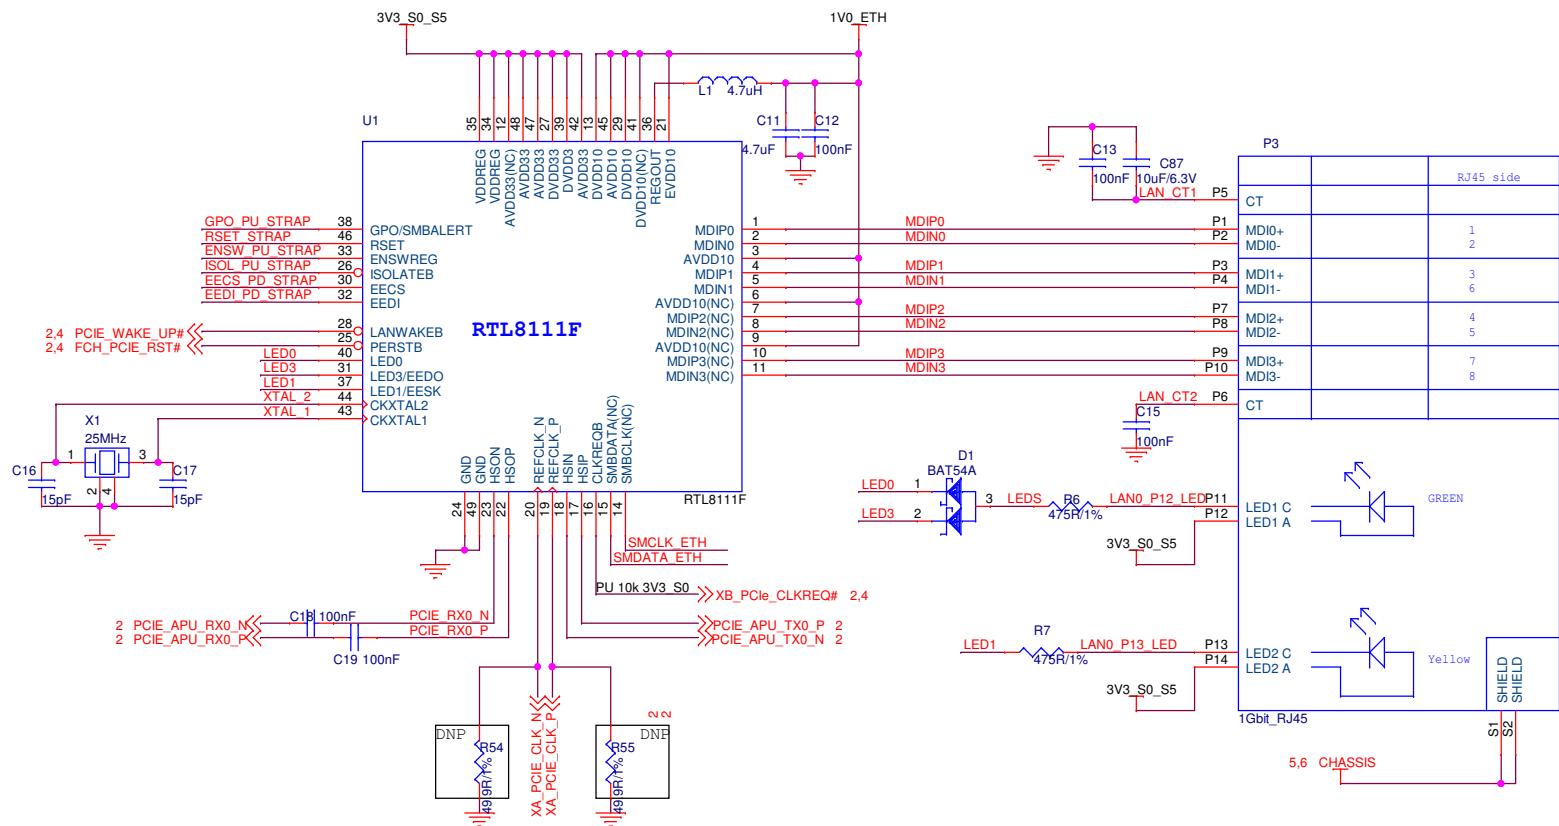 3V3_S0_S5
1V0_ETH
L1 4.7uH
U1
35 34 12 48 47 27 39 42 13 45 29 41 36 21
VDDREG
VDDREG
AVDD33(NC)
AVDD33
AVDD33
DVDD33
DVDD3
AVDD33
DVDD10
AVDD10
DVDD10
DVDD10(NC)
REGOUT
EVDD10
C11
4.7uF
C12
100nF
C13
100nF
C87
10uF/6.3V
P3
RJ45 side
LAN_CT1 P5 CT
GPO_PU_STRAP 38 GPO/SMBALERT
RSET_STRAP 46 RSET
ENSW_PU_STRAP 33 ENSWREG
ISOL_PU_STRAP 26 ISOLATEB
EECS_PD_STRAP 30 EECS
EEDI_PD_STRAP 32 EEDI
2,4 PCIE_WAKE_UP# 28 LANWAKEB
2,4 FCH_PCIE_RST# 25 PERSTB
LED0 40 LED0
LED3 31 LED3/EEDO
LED1 37 LED1/EESK
XTAL_2 44 CKXTAL2
XTAL_1 43 CKXTAL1
RTL8111F
MDIP0 1 MDIP0 P1 MDI0+ 1
MDIN0 2 MDIN0 P2 MDI0- 2
AVDD10 3
MDIP1 4 MDIP1 P3 MDI1+ 3
MDIN1 5 MDIN1 P4 MDI1- 6
AVDD10(NC) 6
MDIP2(NC) 7 MDIP2 P7 MDI2+ 4
MDIN2(NC) 8 MDIN2 P8 MDI2- 5
AVDD10(NC) 9
MDIP3(NC) 10 MDIP3 P9 MDI3+ 7
MDIN3(NC) 11 MDIN3 P10 MDI3- 8
LAN_CT2 P6 CT
C15
100nF
X1
25MHz
1 3
2 4
C16
15pF
C17
15pF
GND
GND
HSON
HSOP
REFCLK_N
REFCLK_P
HSIN
HSIP
CLKREQB
SMBDATA(NC)
SMBCLK(NC)
24 49 23 22 20 19 18 17 16 15 14
RTL8111F
D1
BAT54A
LED0 1
LED3 2
3 LEDS
R6
475R/1%
LAN0_P12_LED P11 LED1 C
P12 LED1 A
GREEN
3V3_S0_S5
SMCLK_ETH
SMDATA_ETH
PU 10k 3V3_S0
XB_PCIe_CLKREQ# 2,4
2 PCIE_APU_RX0_N C18 100nF PCIE_RX0_N
2 PCIE_APU_RX0_P C19 100nF PCIE_RX0_P
PCIE_APU_TX0_P 2
PCIE_APU_TX0_N 2
LED1
R7
475R/1%
LAN0_P13_LED P13 LED2 C
P14 LED2 A
Yellow
3V3_S0_S5
SHIELD
SHIELD
1Gbit_RJ45
S1
S2
5,6 CHASSIS
DNP
R54
49.9R/1%
XA_PCIE_CLK_N 2
XA_PCIE_CLK_P 2
DNP
R55
49.9R/1%